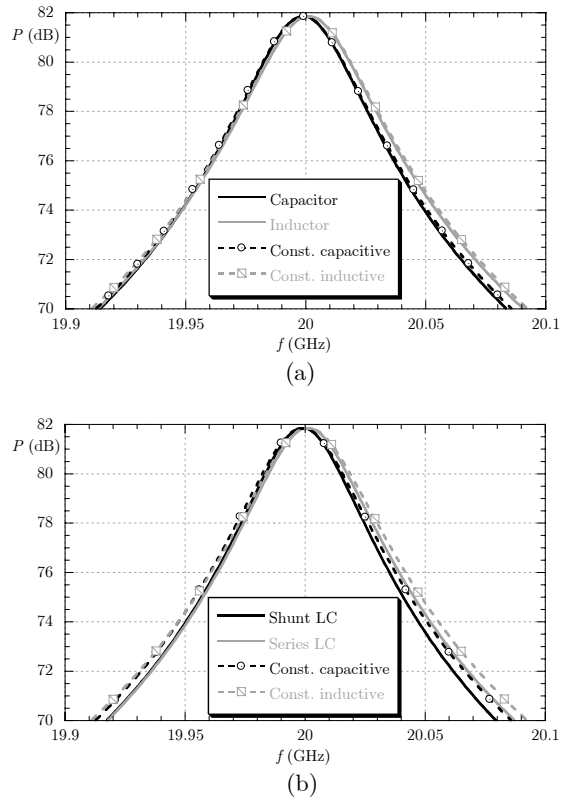 82
P (dB)
80
78
76
74
72
70
Capacitor
Inductor
Const. capacitive
Const. inductive
19.9 19.95 20 20.05 20.1
f (GHz)
(a)
82
P (dB)
80
78
76
74
72
70
Shunt LC
Series LC
Const. capacitive
Const. inductive
19.9 19.95 20 20.05 20.1
f (GHz)
(b)